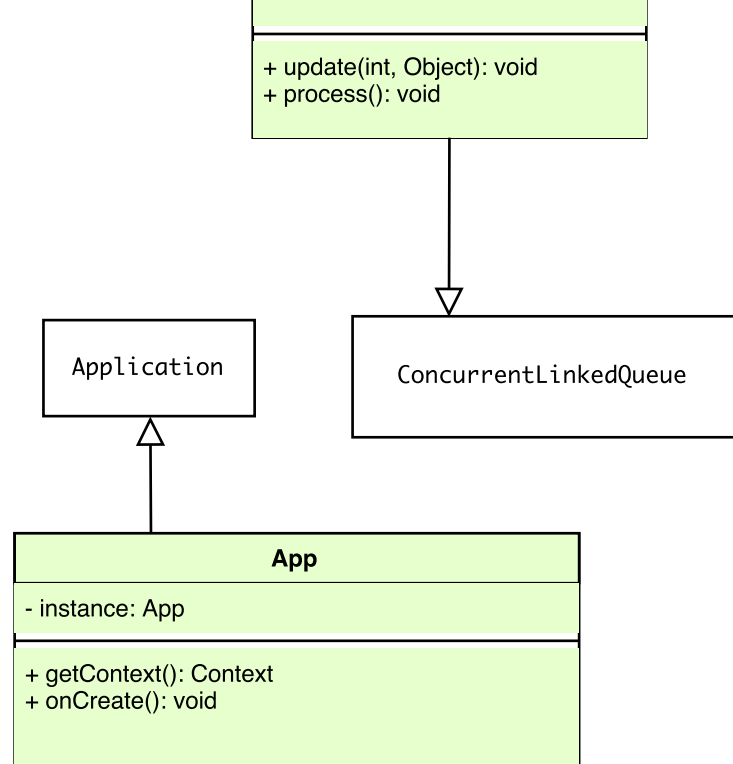 + update(int, Object): void
+ process(): void
Application
ConcurrentLinkedQueue
App
- instance: App
+ getContext(): Context
+ onCreate(): void